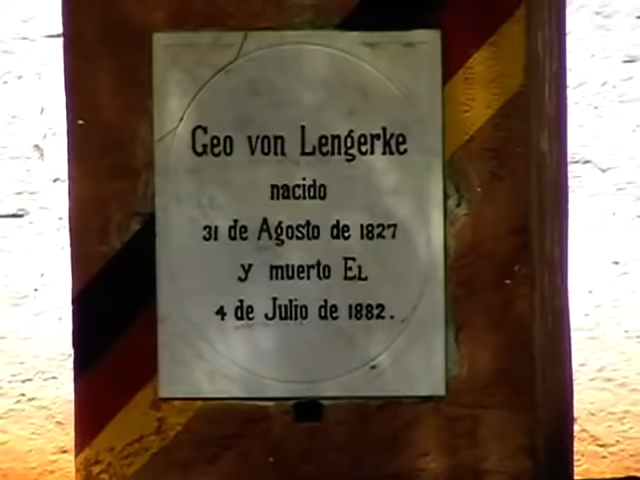 Geo von Lengerke
nacido
31 de Agosto de 1827
y muerto EL
4 de Julio de 1882.